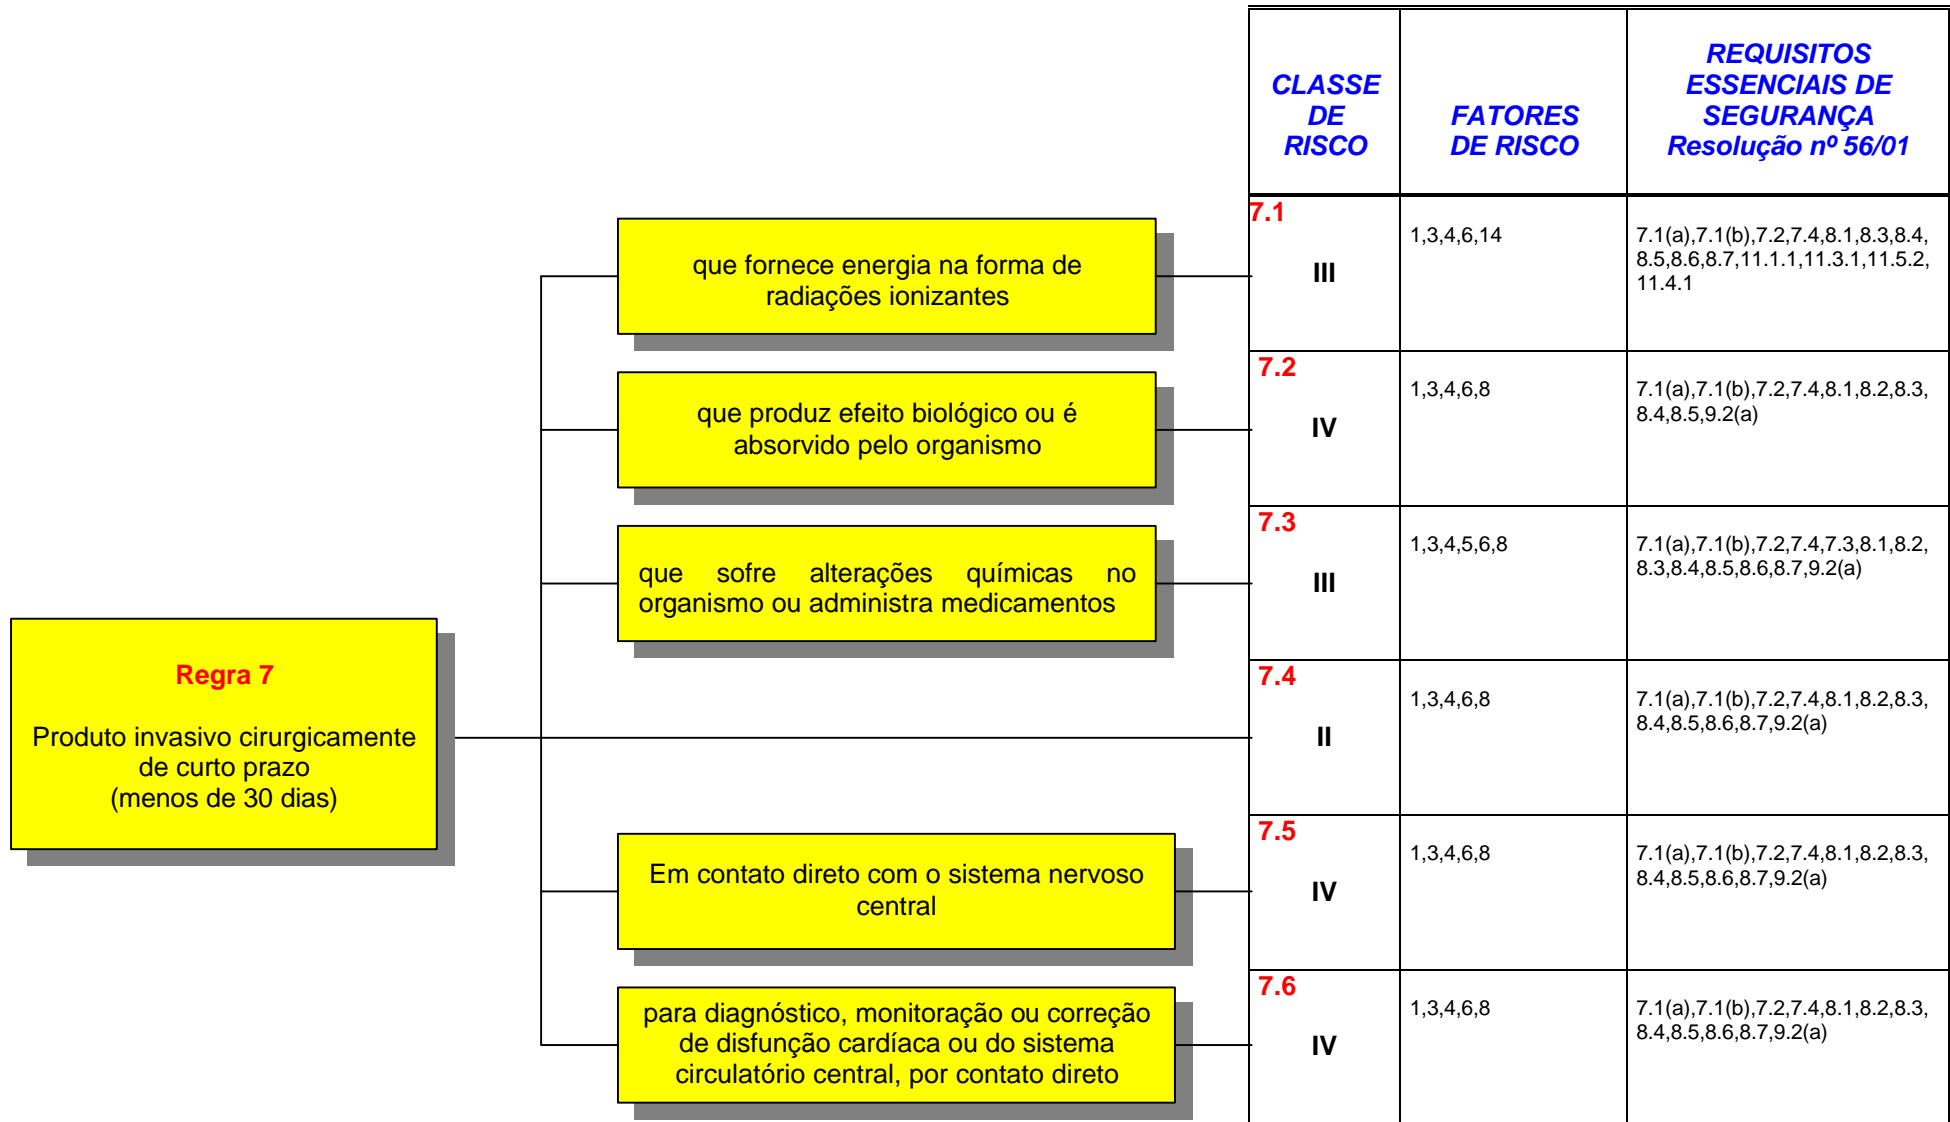 CLASSE
DE
RISCO
FATORES
DE RISCO
REQUISITOS
ESSENCIAIS DE
SEGURANÇA
Resolução nº 56/01
Regra 7
Produto invasivo cirurgicamente
de curto prazo
(menos de 30 dias)
que fornece energia na forma de
radiações ionizantes
7.1
III
1,3,4,6,14
7.1(a),7.1(b),7.2,7.4,8.1,8.3,8.4,
8.5,8.6,8.7,11.1.1,11.3.1,11.5.2,
11.4.1
que produz efeito biológico ou é
absorvido pelo organismo
7.2
IV
1,3,4,6,8
7.1(a),7.1(b),7.2,7.4,8.1,8.2,8.3,
8.4,8.5,9.2(a)
que sofre alterações químicas no
organismo ou administra medicamentos
7.3
III
1,3,4,5,6,8
7.1(a),7.1(b),7.2,7.4,7.3,8.1,8.2,
8.3,8.4,8.5,8.6,8.7,9.2(a)
7.4
II
1,3,4,6,8
7.1(a),7.1(b),7.2,7.4,8.1,8.2,8.3,
8.4,8.5,8.6,8.7,9.2(a)
Em contato direto com o sistema nervoso
central
7.5
IV
1,3,4,6,8
7.1(a),7.1(b),7.2,7.4,8.1,8.2,8.3,
8.4,8.5,8.6,8.7,9.2(a)
para diagnóstico, monitoração ou correção
de disfunção cardíaca ou do sistema
circulatório central, por contato direto
7.6
IV
1,3,4,6,8
7.1(a),7.1(b),7.2,7.4,8.1,8.2,8.3,
8.4,8.5,8.6,8.7,9.2(a)